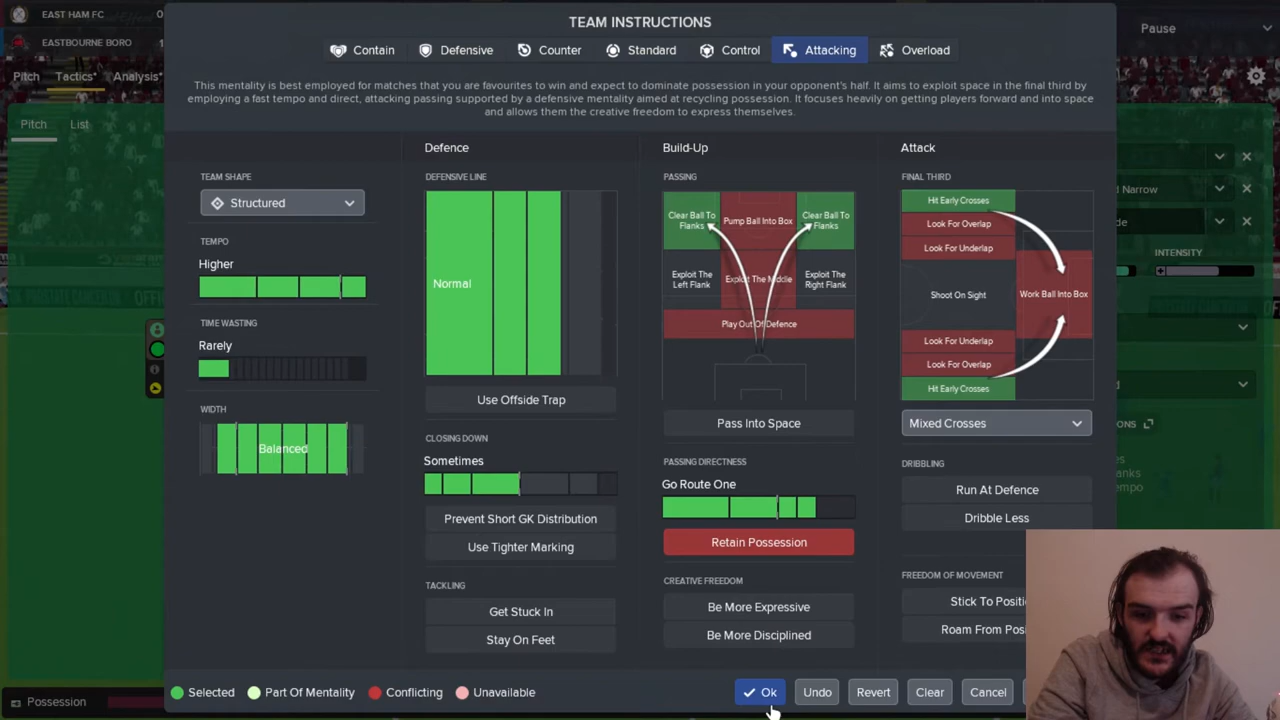 EAST HAM FC 0
EASTBOURNE BORO 1
Pitch Tactics* Analysis*
Pitch List
Pause
TEAM INSTRUCTIONS
Contain Defensive Counter Standard Control Attacking Overload
This mentality is best employed for matches that you are favourites to win and expect to dominate possession in your opponent's half. It aims to exploit space in the final third by
employing a fast tempo and direct, attacking passing supported by a defensive mentality aimed at recycling possession. It focuses heavily on getting players forward and into space
and allows them the creative freedom to express themselves.
TEAM SHAPE
Structured
TEMPO
Higher
TIME WASTING
Rarely
WIDTH
Balanced
Defence
DEFENSIVE LINE
Normal
Use Offside Trap
CLOSING DOWN
Sometimes
Prevent Short GK Distribution
Use Tighter Marking
TACKLING
Get Stuck In
Stay On Feet
Build-Up
PASSING
Clear Ball To
Flanks
Pump Ball Into Box
Clear Ball To
Flanks
Exploit The
Left Flank
Exploit The Middle
Exploit The
Right Flank
Play Out Of Defence
Pass Into Space
PASSING DIRECTNESS
Go Route One
Retain Possession
CREATIVE FREEDOM
Be More Expressive
Be More Disciplined
Attack
FINAL THIRD
Hit Early Crosses
Look For Overlap
Look For Underlap
Shoot On Sight
Work Ball Into Box
Look For Underlap
Look For Overlap
Hit Early Crosses
Mixed Crosses
DRIBBLING
Run At Defence
Dribble Less
FREEDOM OF MOVEMENT
Stick To Positi
Roam From Posi
Narrow
INTENSITY
Selected Part Of Mentality Conflicting Unavailable
Ok Undo Revert Clear Cancel
Possession